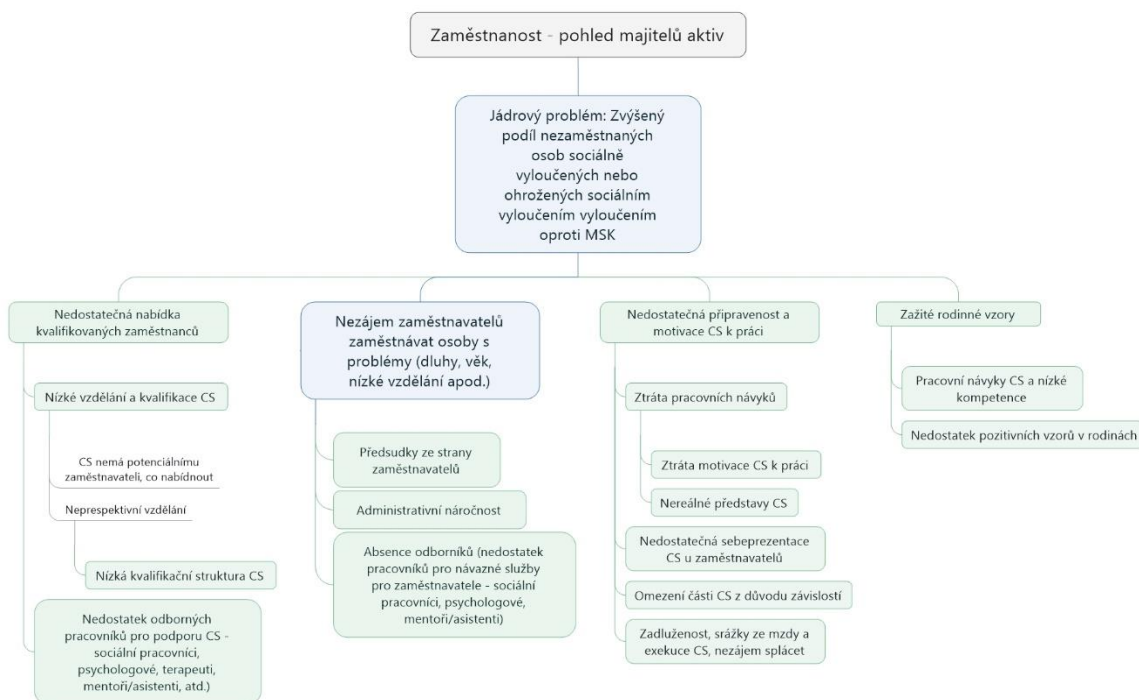 Zaměstnanost - pohled majitelů aktiv
Jádrový problém: Zvýšený
podíl nezaměstnaných
osob sociálně
vyloučených nebo
ohrožených sociálním
vyloučením vyloučením
oproti MSK
Nedostatečná nabídka
kvalifikovaných zaměstnanců
Nízké vzdělání a kvalifikace CS
CS nemá potenciálnímu
zaměstnavateli, co nabídnout
Neprespektivní vzdělání
Nízká kvalifikační struktura CS
Nedostatek odborných
pracovníků pro podporu CS -
sociální pracovníci,
psychologové, terapeuti,
mentoři/asistenti, atd.)
Nezájem zaměstnavatelů
zaměstnávat osoby s
problémy (dluhy, věk,
nízké vzdělání apod.)
Předsudky ze strany
zaměstnavatelů
Administrativní náročnost
Absence odborníků (nedostatek
pracovníků pro návazné služby
pro zaměstnavatele - sociální
pracovníci, psychologové,
mentoři/asistenti)
Nedostatečná připravenost a
motivace CS k práci
Ztráta pracovních návyků
Ztráta motivace CS k práci
Nereálné představy CS
Nedostatečná sebeprezentace
CS u zaměstnavatelů
Omezení části CS z důvodu závislostí
Zadluženost, srážky ze mzdy a
exekuce CS, nezájem splácet
Zažité rodinné vzory
Pracovní návyky CS a nízké
kompetence
Nedostatek pozitivních vzorů v rodinách